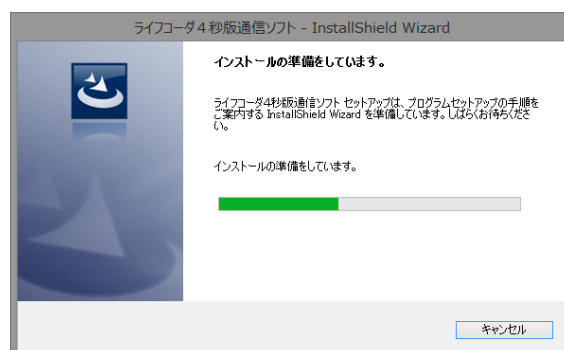 ライフコーダ４秒版通信ソフト - InstallShield Wizard
インストールの準備をしています。
ライフコーダ4秒版通信ソフト セットアップは、プログラムセットアップの手順を
ご案内する InstallShield Wizard を準備しています。しばらくお待ちくださ
い。
インストールの準備をしています。
キャンセル